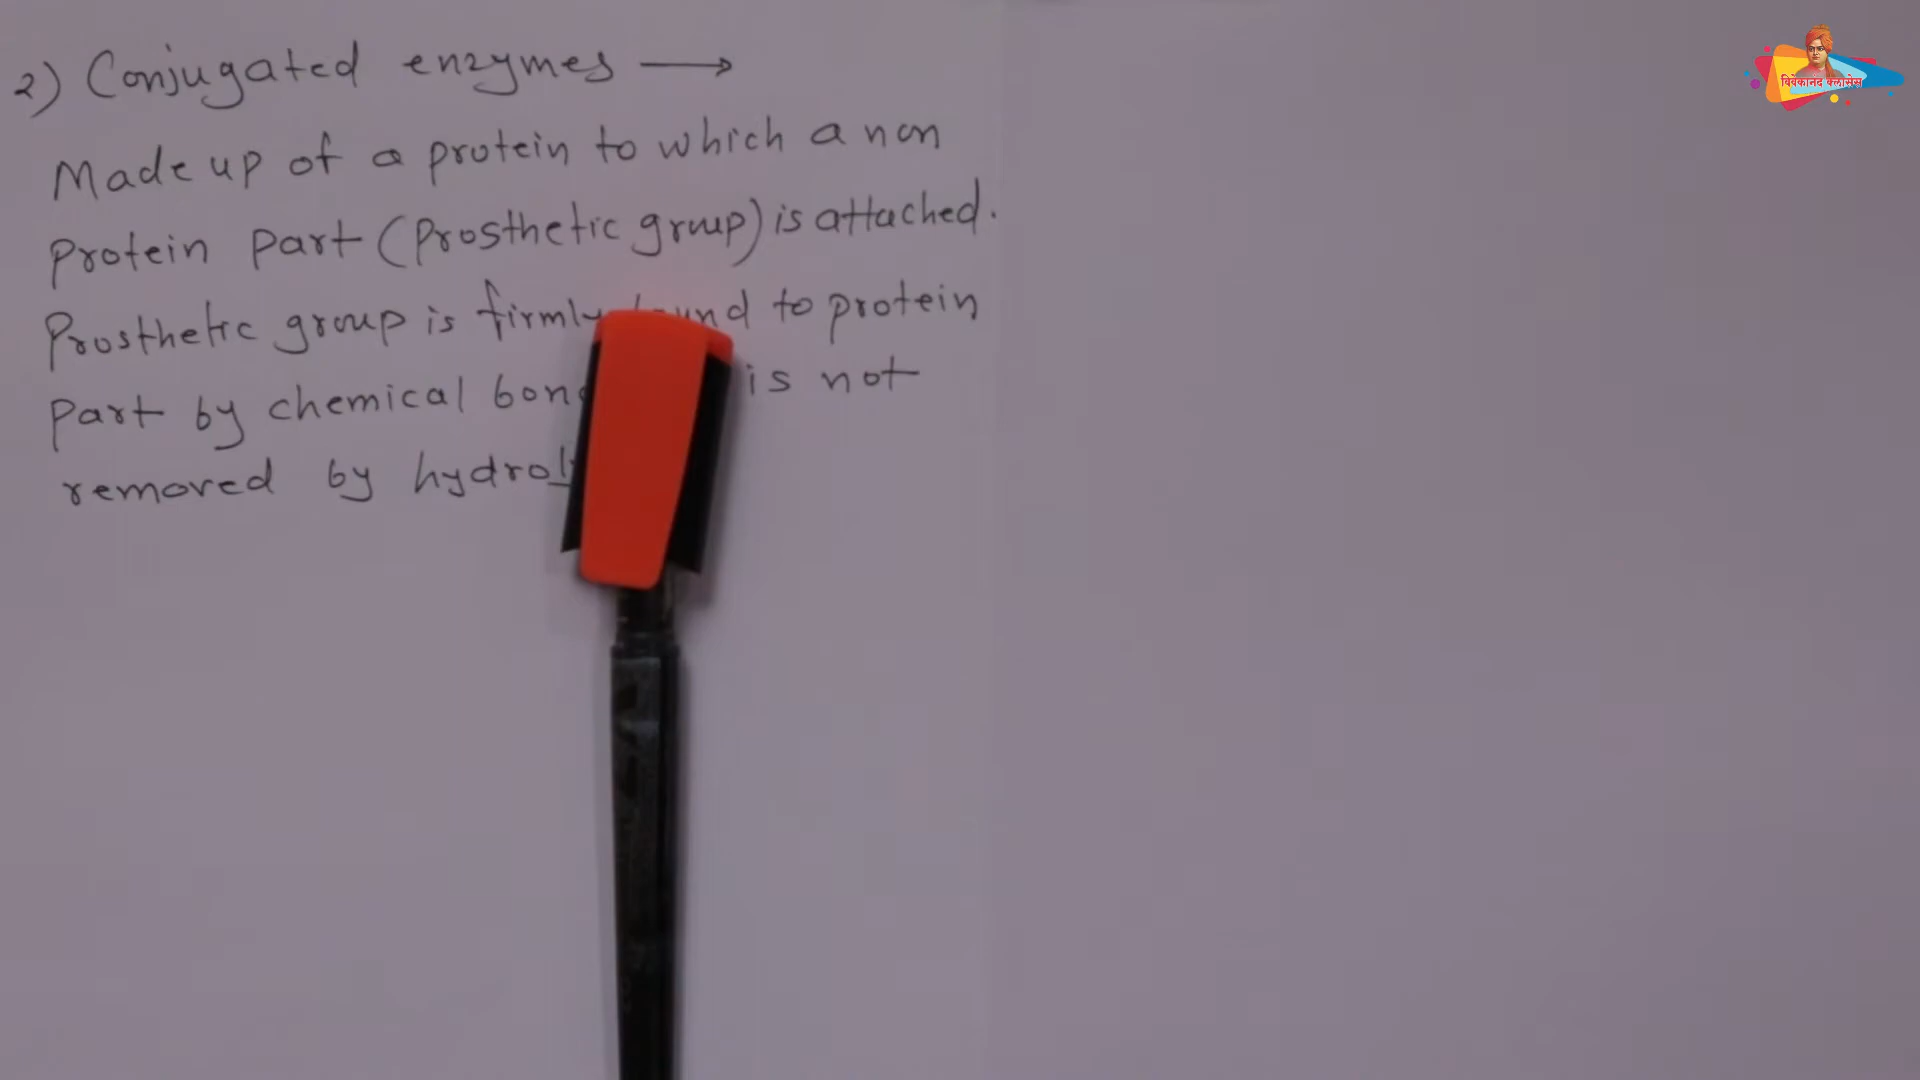 2) Conjugated enzymes →
Made up of a protein to which a non
Protein part (Prosthetic group) is attached.
Prosthetic group is firmly to protein
Part by chemical is not
removed by
विवेकानंद क्लासेस